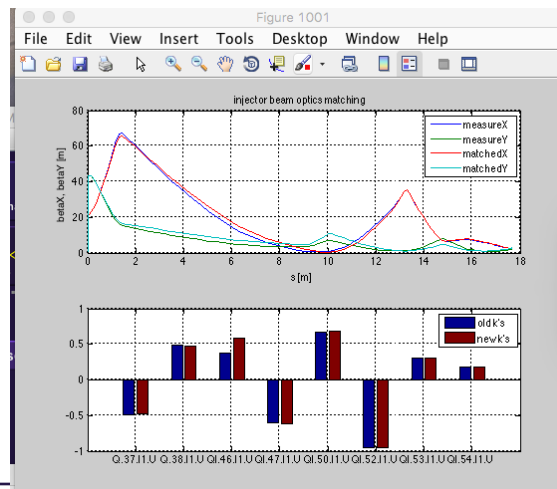 Figure 1001
File Edit View Insert Tools Desktop Window Help
injector beam optics matching
betaX, betaY [m]
80
60
40
20
0
measureX
measureY
matchedX
matchedY
0 2 4 6 8 10 12 14 16 18
s [m]
1
0.5
0
-0.5
-1
old k's
new k's
Q.37.I1.U Q.38.I1.U QI.46.I1.U QI.47.I1.U QI.50.I1.U QI.52.I1.U QI.53.I1.U QI.54.I1.U